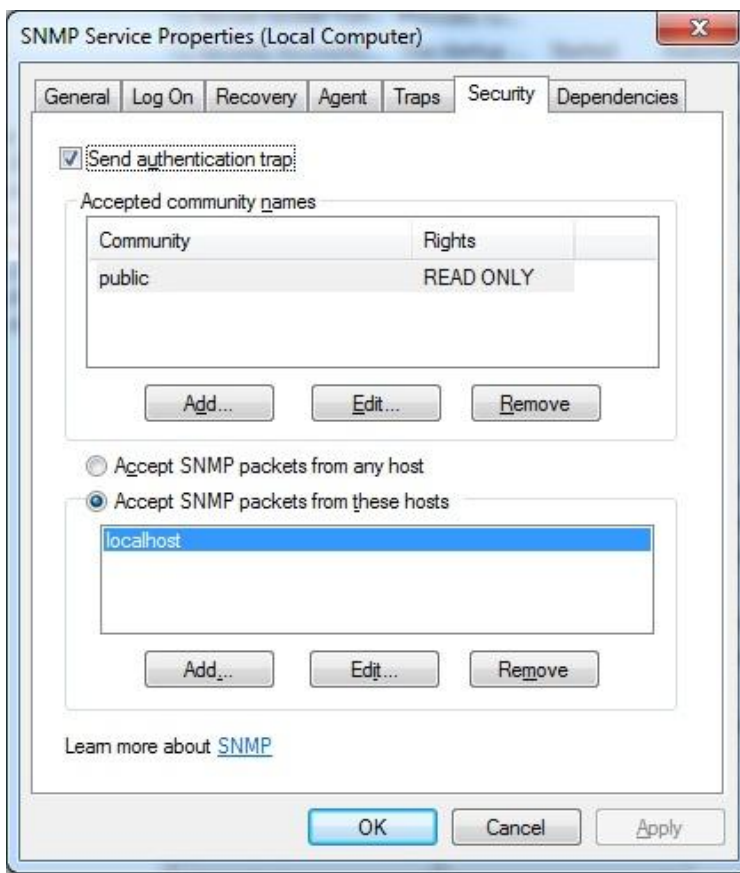 SNMP Service Properties (Local Computer)
General Log On Recovery Agent Traps Security Dependencies
Send authentication trap
Accepted community names
Community Rights
public READ ONLY
Add... Edit... Remove
Accept SNMP packets from any host
Accept SNMP packets from these hosts
localhost
Add... Edit... Remove
Learn more about SNMP
OK Cancel Apply